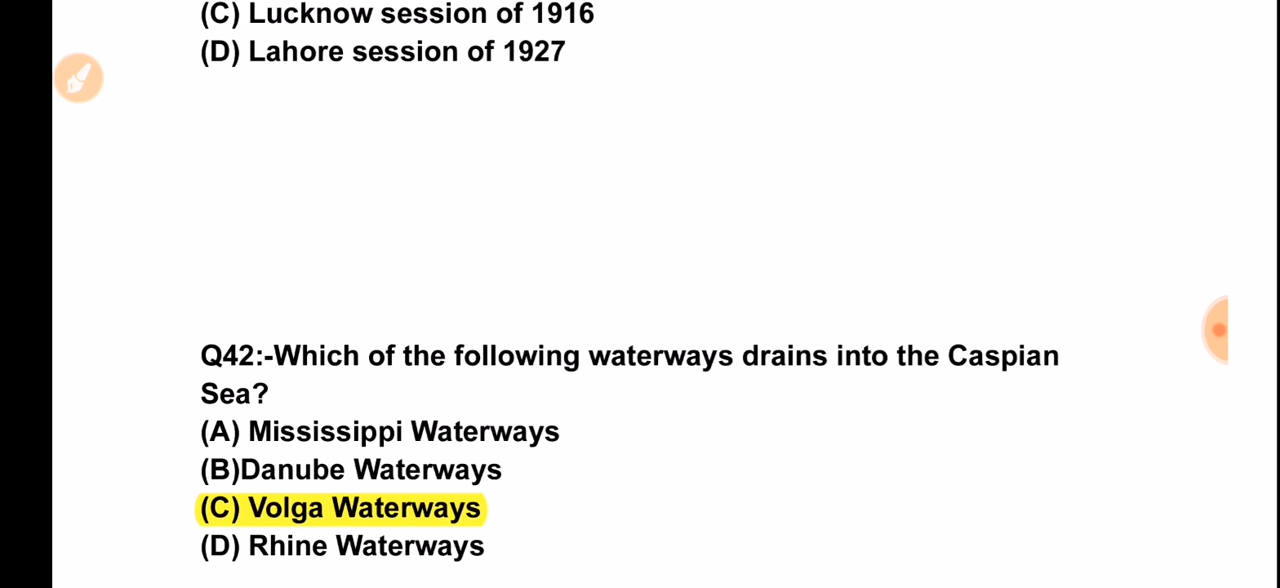 (C) Lucknow session of 1916
(D) Lahore session of 1927
Q42:-Which of the following waterways drains into the Caspian
Sea?
(A) Mississippi Waterways
(B)Danube Waterways
(C) Volga Waterways
(D) Rhine Waterways